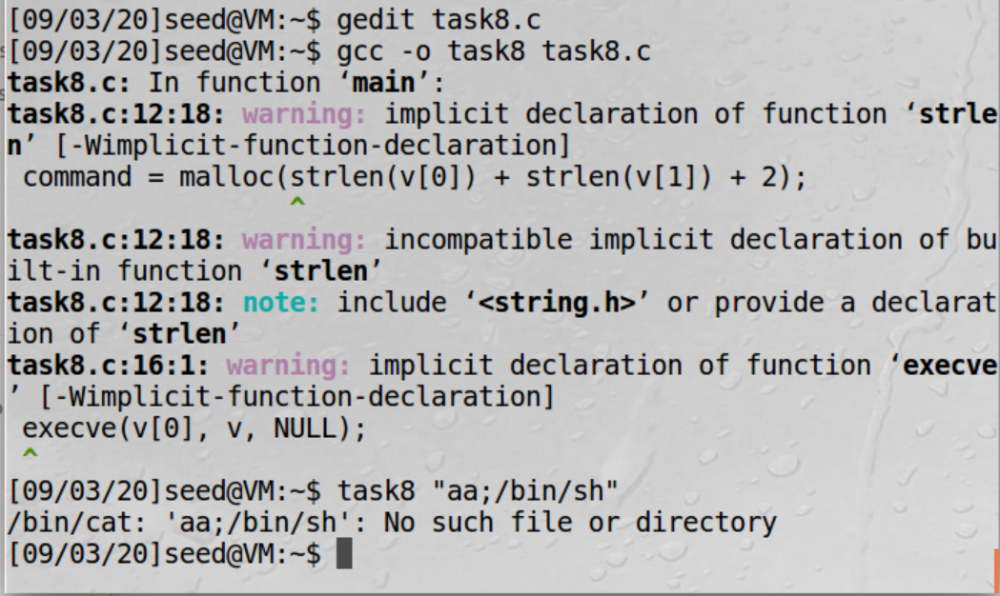 [09/03/20]seed@VM:~$ gedit task8.c
[09/03/20]seed@VM:~$ gcc -o task8 task8.c
task8.c: In function ‘main’:
task8.c:12:18: warning: implicit declaration of function ‘strle
n’ [-Wimplicit-function-declaration]
 command = malloc(strlen(v[0]) + strlen(v[1]) + 2);
                  ^
task8.c:12:18: warning: incompatible implicit declaration of bu
ilt-in function ‘strlen’
task8.c:12:18: note: include ‘<string.h>’ or provide a declarat
ion of ‘strlen’
task8.c:16:1: warning: implicit declaration of function ‘execve
’ [-Wimplicit-function-declaration]
 execve(v[0], v, NULL);
 ^
[09/03/20]seed@VM:~$ task8 "aa;/bin/sh"
/bin/cat: 'aa;/bin/sh': No such file or directory
[09/03/20]seed@VM:~$